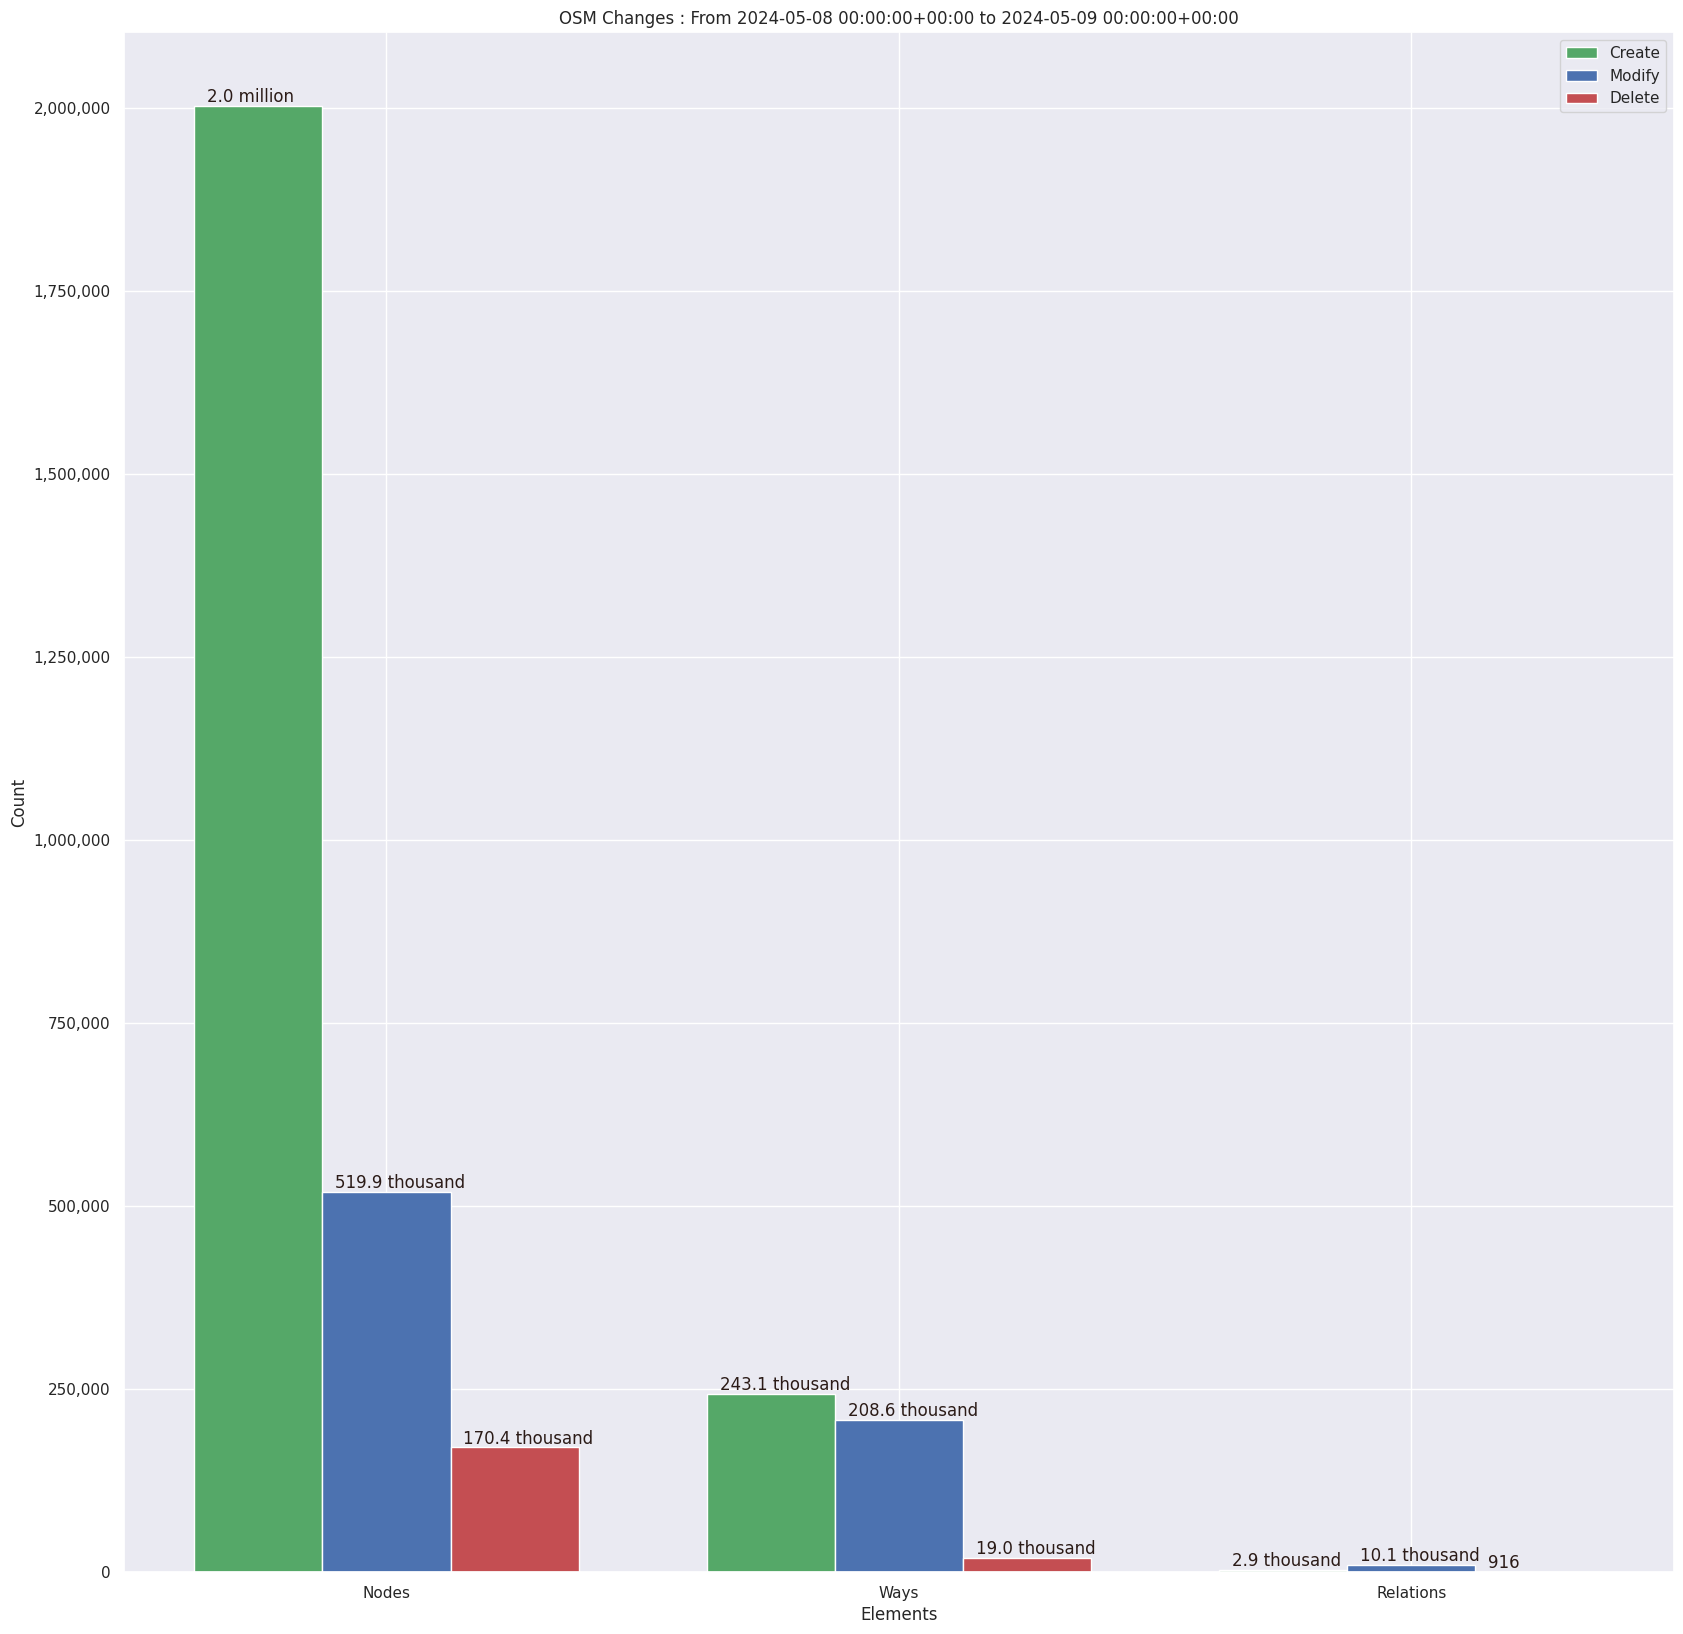 OSM Changes : From 2024-05-08 00:00:00+00:00 to 2024-05-09 00:00:00+00:00
Create
Modify
Delete
Count
2,000,000
1,750,000
1,500,000
1,250,000
1,000,000
750,000
500,000
250,000
0
2.0 million
519.9 thousand
170.4 thousand
243.1 thousand
208.6 thousand
19.0 thousand
2.9 thousand
10.1 thousand
916
Nodes
Ways
Relations
Elements